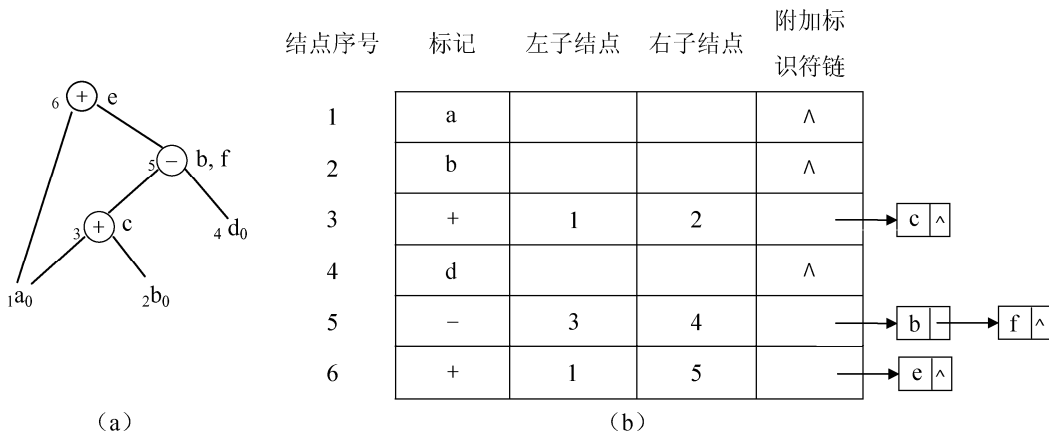 结点序号 标记 左子结点 右子结点 附加标识符链
1 a ∧
2 b ∧
3 + 1 2 c ∧
4 d ∧
5 – 3 4 b f ∧
6 + 1 5 e ∧
6 + e
5 – b, f
3 + c
4 d₀
1a₀
2b₀
(a)
(b)